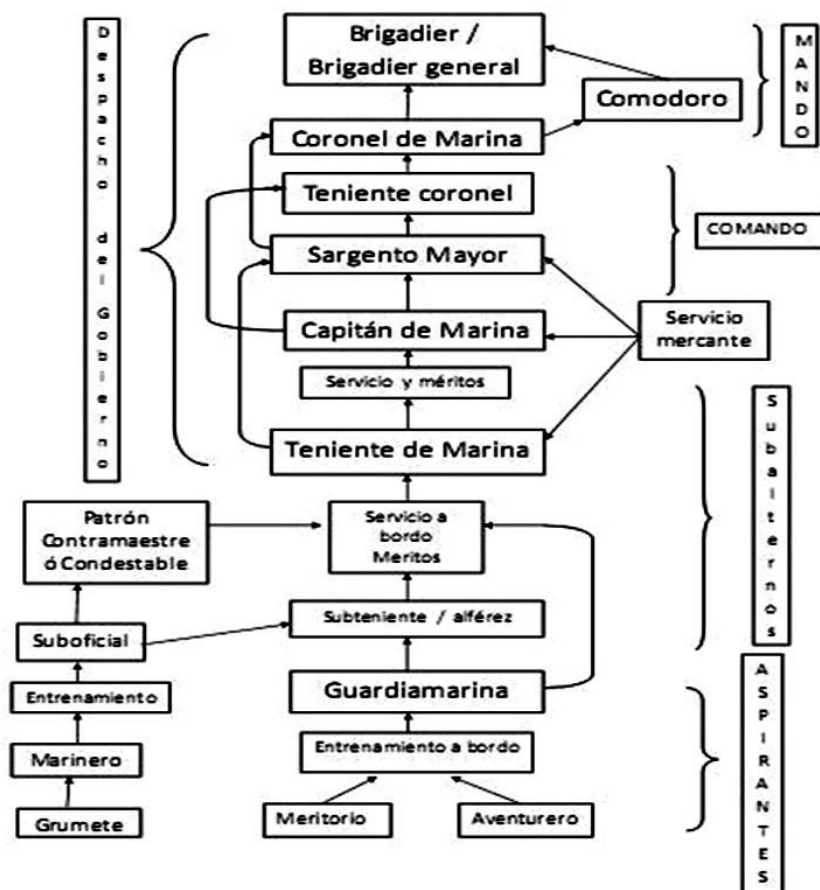 Despacho del Gobierno
Brigadier /
Brigadier general
MANDO
Comodoro
Coronel de Marina
Teniente coronel
COMANDO
Sargento Mayor
Capitán de Marina
Servicio
mercante
Servicio y méritos
Teniente de Marina
Subalternos
Patrón
Contramaestre
ó Condestable
Servicio a
bordo
Meritos
Subteniente / alférez
Suboficial
Guardiamarina
Entrenamiento
ASPIRANTES
Entrenamiento a bordo
Marinero
Meritorio
Aventurero
Grumete